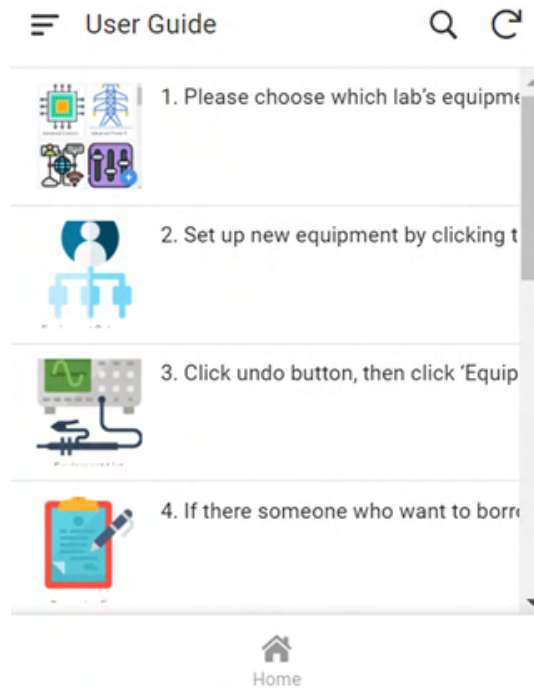 User Guide
1. Please choose which lab's equipme
2. Set up new equipment by clicking t
3. Click undo button, then click 'Equip
4. If there someone who want to borro
Home